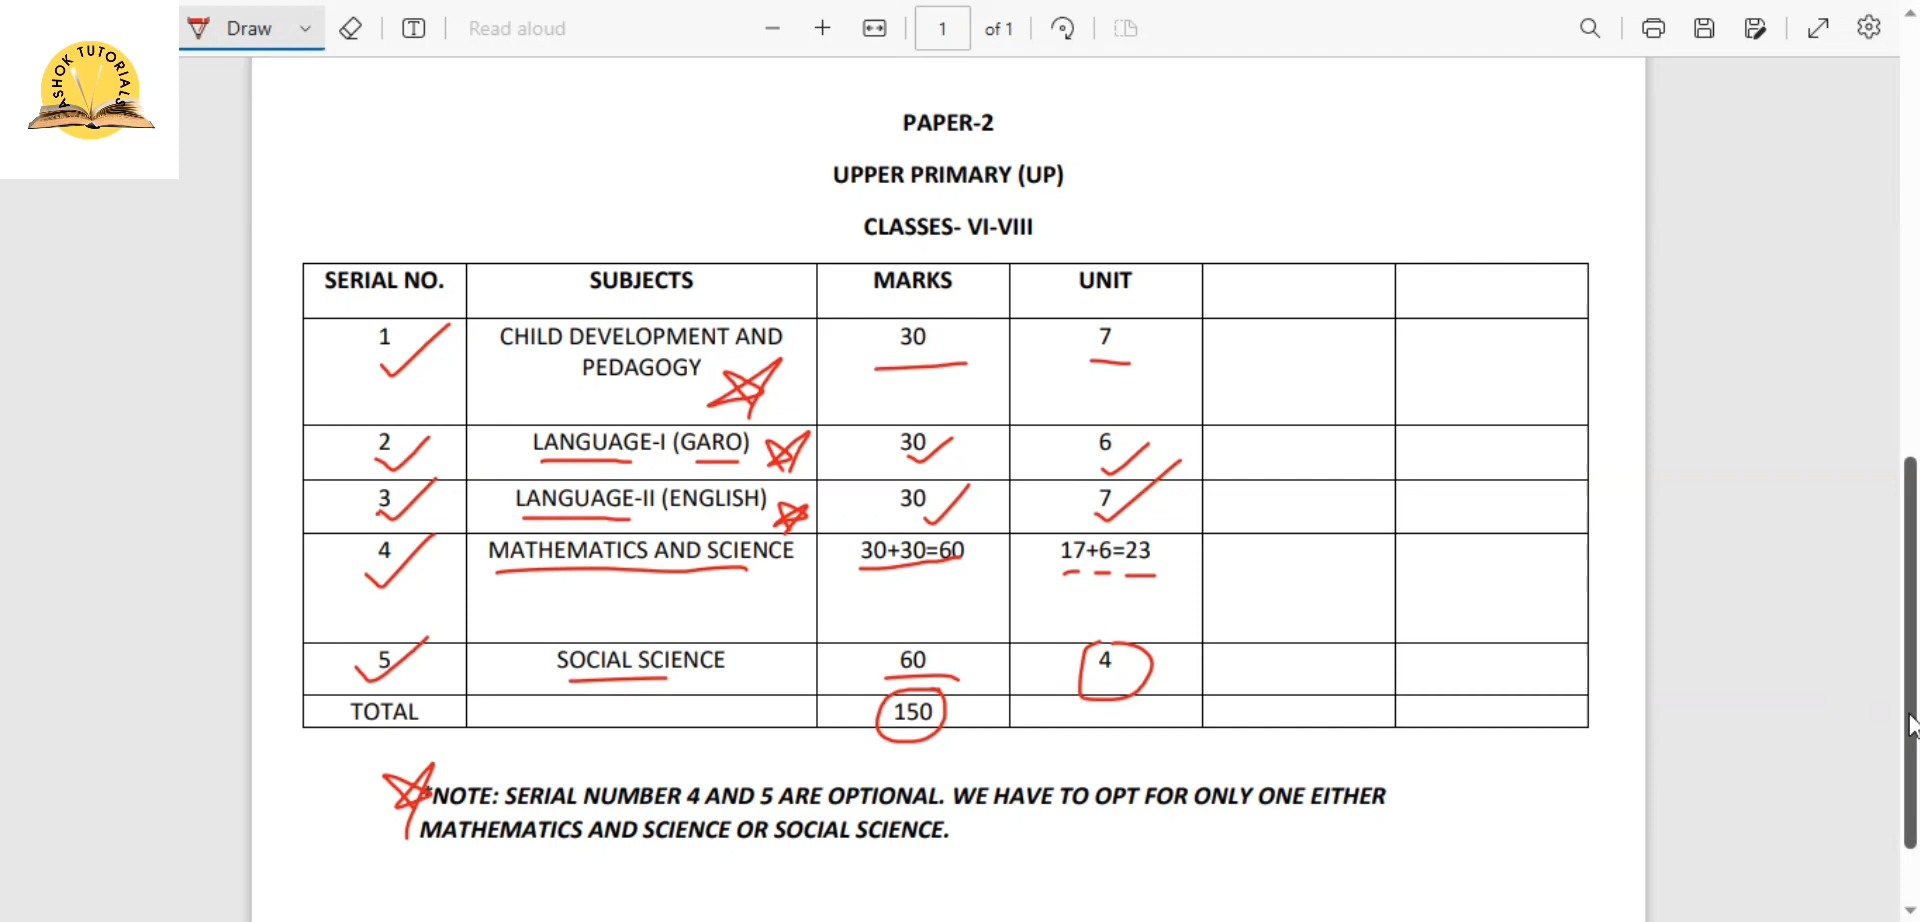 ASHOK TUTORIALS
Draw
Read aloud
1 of 1
PAPER-2
UPPER PRIMARY (UP)
CLASSES- VI-VIII
SERIAL NO. SUBJECTS MARKS UNIT
1 CHILD DEVELOPMENT AND 30 7
PEDAGOGY
2 LANGUAGE-I (GARO) 30 6
3 LANGUAGE-II (ENGLISH) 30 7
4 MATHEMATICS AND SCIENCE 30+30=60 17+6=23
5 SOCIAL SCIENCE 60 4
TOTAL 150
*NOTE: SERIAL NUMBER 4 AND 5 ARE OPTIONAL. WE HAVE TO OPT FOR ONLY ONE EITHER
MATHEMATICS AND SCIENCE OR SOCIAL SCIENCE.